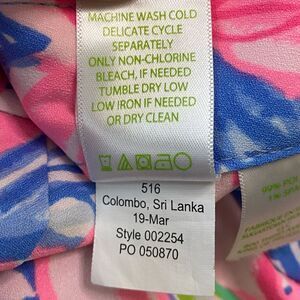 MACHINE WASH COLD
DELICATE CYCLE
SEPARATELY
ONLY NON-CHLORINE
BLEACH, IF NEEDED
TUMBLE DRY LOW
LOW IRON IF NEEDED
OR DRY CLEAN
516
Colombo, Sri Lanka
19-Mar
Style 002254
PO 050870